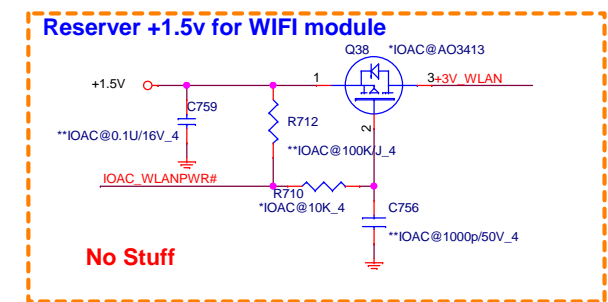 Reserver +1.5v for WIFI module
Q38 *IOAC@AO3413
+1.5V
1
3
+3V_WLAN
C759
R712
2
**IOAC@0.1U/16V_4
**IOAC@100K/J_4
IOAC_WLANPWR#
R710
*IOAC@10K_4
C756
**IOAC@1000p/50V_4
No Stuff